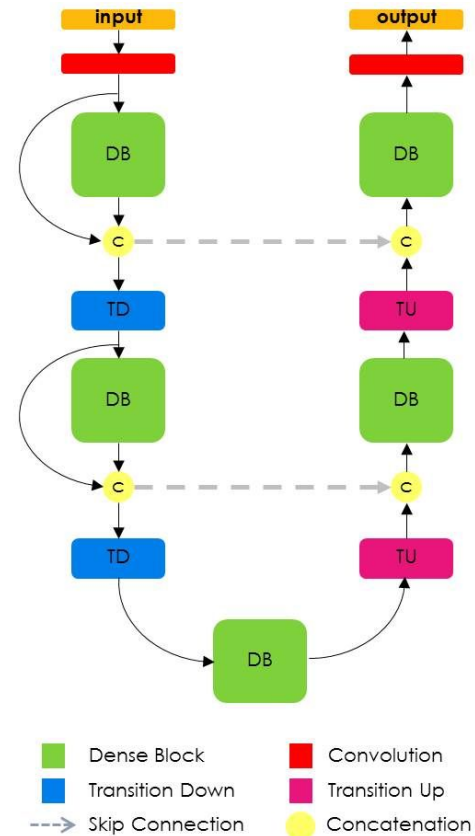 input
output
DB
DB
C
C
TD
TU
DB
DB
C
C
TD
TU
DB
Dense Block
Convolution
Transition Down
Transition Up
Skip Connection
Concatenation